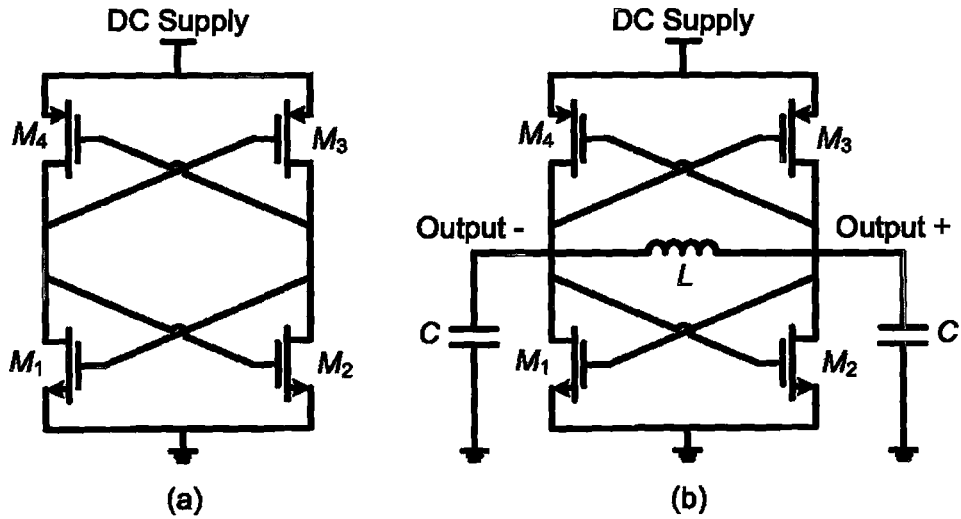 DC Supply
DC Supply
M4
M3
M4
M3
Output -
Output +
L
C
C
M1
M2
M1
M2
(a)
(b)